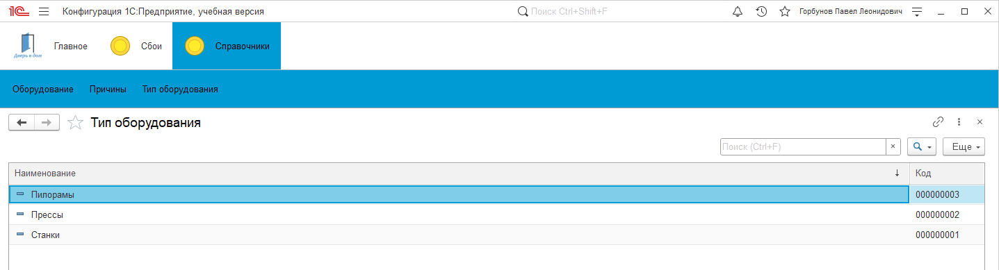 1С Конфигурация 1С:Предприятие, учебная версия Поиск Ctrl+Shift+F Горбунов Павел Леонидович
Дверь в дом Главное Сбои Справочники
Оборудование Причины Тип оборудования
Тип оборудования
Поиск (Ctrl+F) × Еще
Наименование ↓ Код
Пилорамы 000000003
Прессы 000000002
Станки 000000001